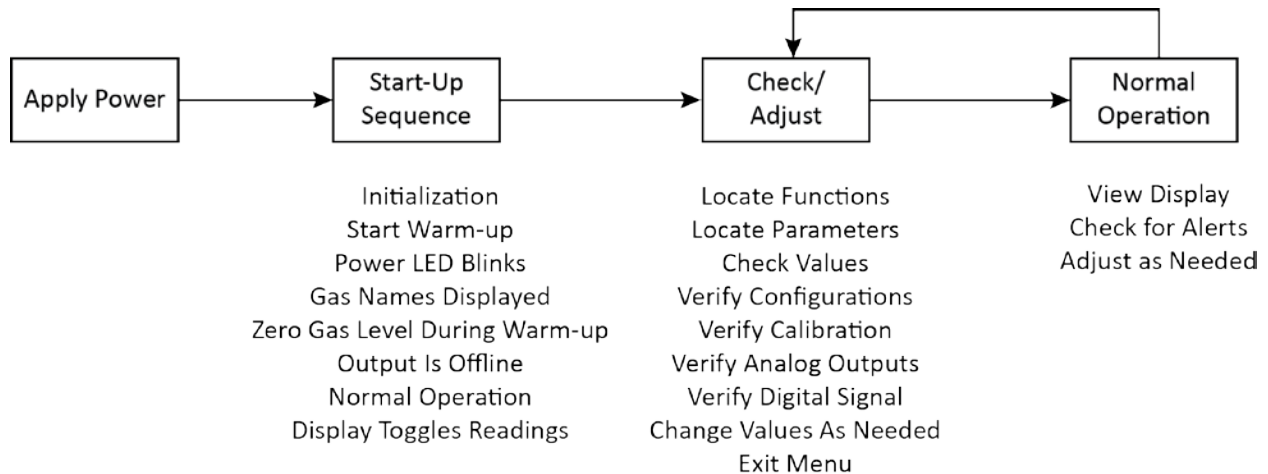 Apply Power
Start-Up
Sequence
Check/
Adjust
Normal
Operation
Initialization
Start Warm-up
Power LED Blinks
Gas Names Displayed
Zero Gas Level During Warm-up
Output Is Offline
Normal Operation
Display Toggles Readings
Locate Functions
Locate Parameters
Check Values
Verify Configurations
Verify Calibration
Verify Analog Outputs
Verify Digital Signal
Change Values As Needed
Exit Menu
View Display
Check for Alerts
Adjust as Needed